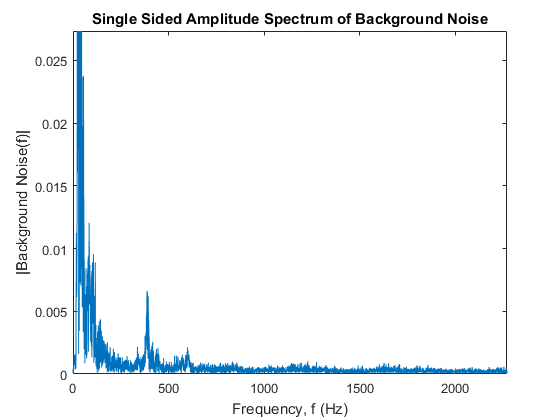 Single Sided Amplitude Spectrum of Background Noise
0.025
0.02
0.015
0.01
0.005
0
|Background Noise(f)|
0 500 1000 1500 2000
Frequency, f (Hz)